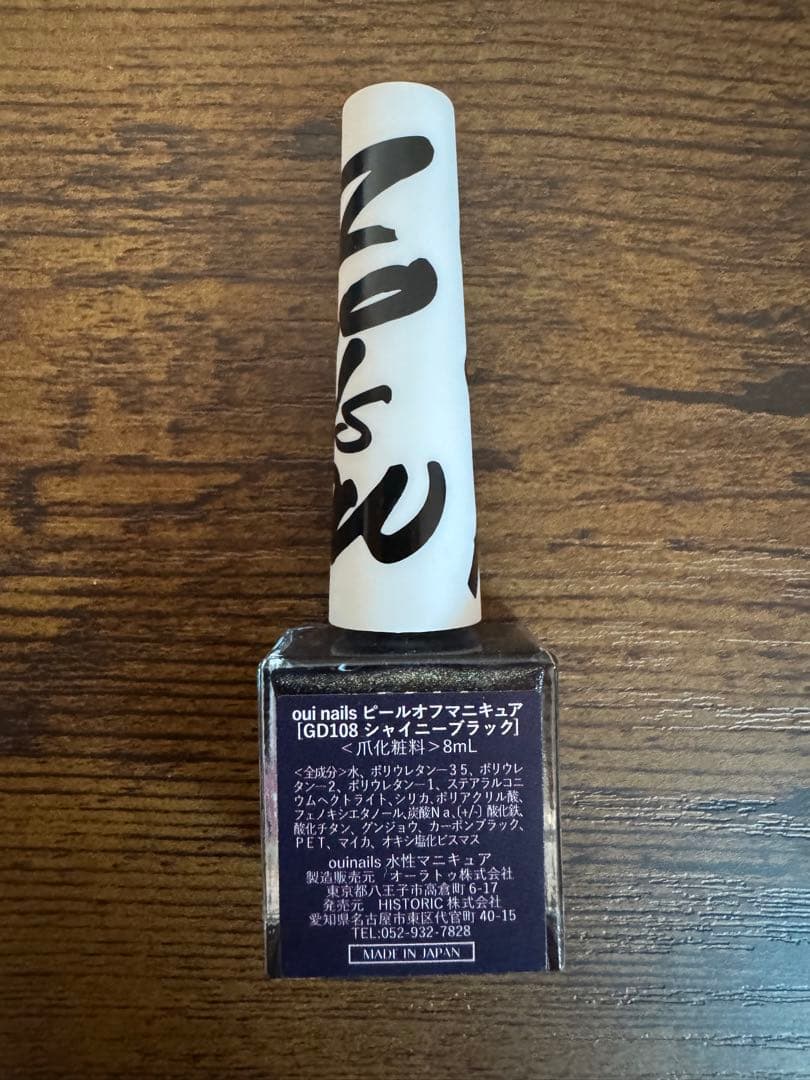 's
oui nails ピールオフマニキュア
[GD108 シャイニーブラック]
＜爪化粧料＞8mL
＜全成分＞水、ポリウレタン－３５、ポリウレ
タン－2、ポリウレタン－1、ステアラルコニ
ウムヘクトライト、シリカ、ポリアクリル酸、
フェノキシエタノール、炭酸Ｎａ、(+/-) 酸化鉄、
酸化チタン、グンジョウ、カーボンブラック、
ＰＥＴ、マイカ、オキシ塩化ビスマス
ouinails 水性マニキュア
製造販売元 オーラトゥ株式会社
東京都八王子市高倉町 6-17
発売元 HISTORIC 株式会社
愛知県名古屋市東区代官町 40-15
TEL:052-932-7828
MADE IN JAPAN